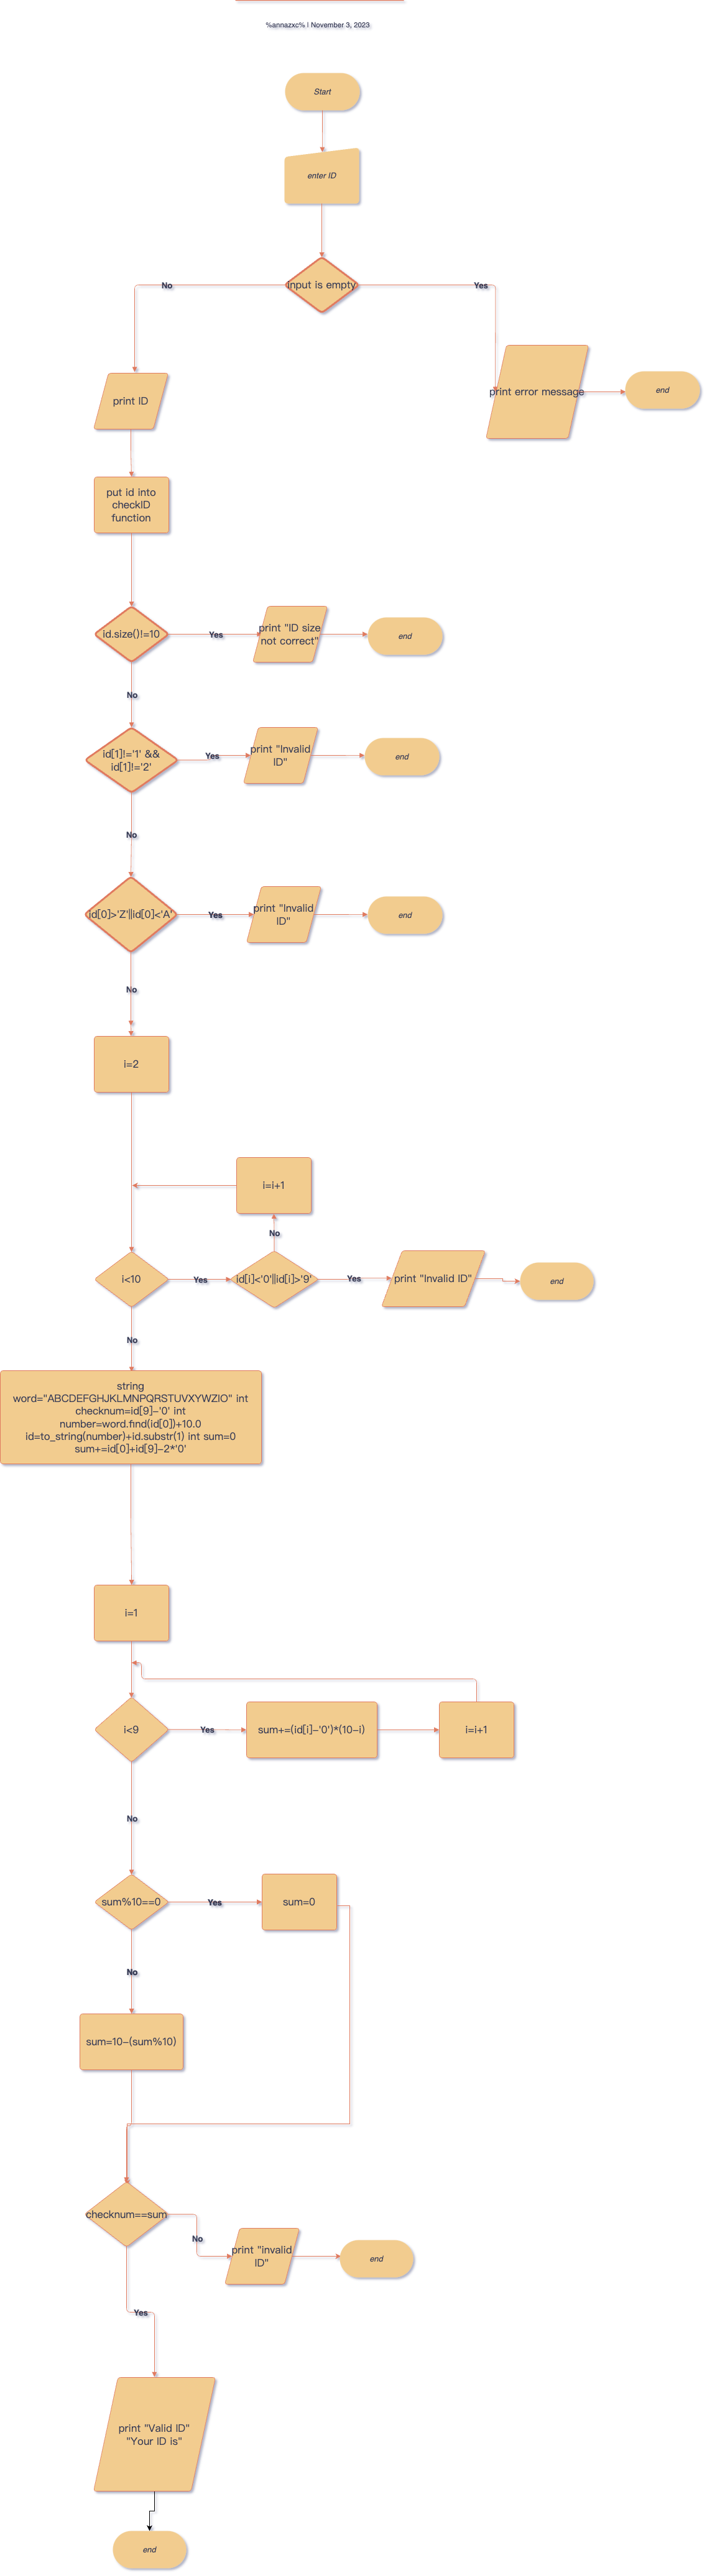 %annazxc% | November 3, 2023
Start
enter ID
Input is empty
No
Yes
print ID
print error message
end
put id into
checkID
function
id.size()!=10
Yes
print "ID size
not correct"
end
No
id[1]!='1' &&
id[1]!='2'
Yes
print "Invalid
ID"
end
No
id[0]>'Z'||id[0]<'A'
Yes
print "Invalid
ID"
end
No
i=2
i=i+1
No
i<10
Yes
id[i]<'0'||id[i]>'9'
Yes
print "Invalid ID"
end
No
string
word="ABCDEFGHJKLMNPQRSTUVXYWZIO" int
checknum=id[9]-'0' int
number=word.find(id[0])+10.0
id=to_string(number)+id.substr(1) int sum=0
sum+=id[0]+id[9]-2*'0'
i=1
i<9
Yes
sum+=(id[i]-'0')*(10-i)
i=i+1
No
sum%10==0
Yes
sum=0
No
sum=10-(sum%10)
checknum==sum
No
print "invalid
ID"
end
Yes
print "Valid ID"
"Your ID is"
end